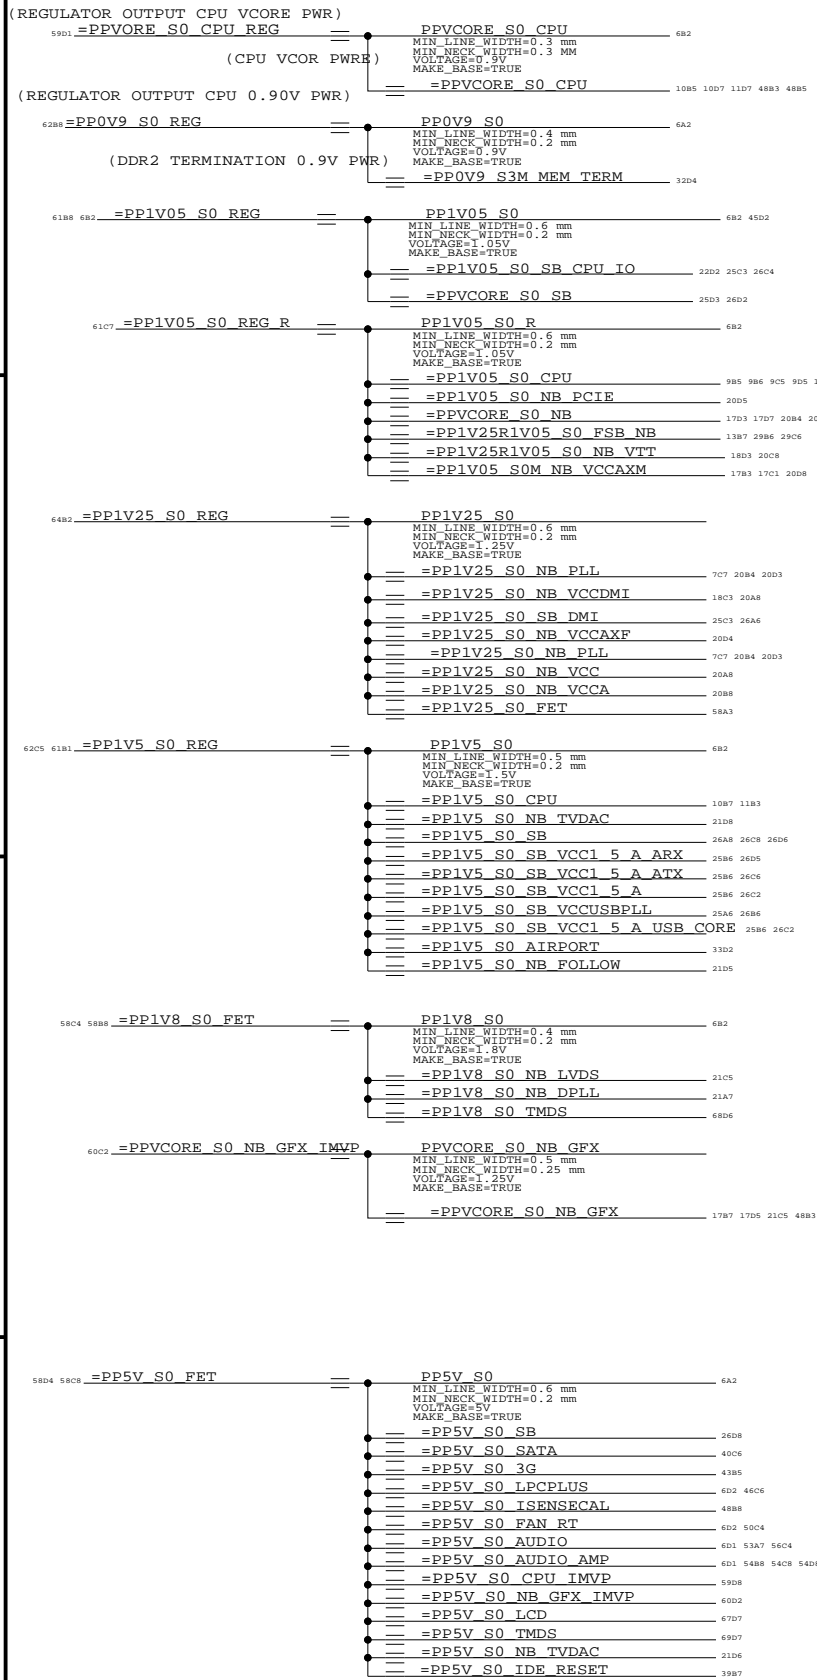 (REGULATOR OUTPUT CPU VCORE PWR)
59D1 =PPVORE_S0_CPU_REG PPVCORE_S0_CPU 6B2
MIN_LINE_WIDTH=0.3 mm
MIN_NECK_WIDTH=0.3 MM
VOLTAGE=0.9V
MAKE_BASE=TRUE
(CPU VCOR PWRE)
=PPVCORE_S0_CPU 10B5 10D7 11D7 48B3 48B5
(REGULATOR OUTPUT CPU 0.90V PWR)
62B8 =PP0V9_S0_REG PP0V9_S0 6A2
MIN_LINE_WIDTH=0.4 mm
MIN_NECK_WIDTH=0.2 mm
VOLTAGE=0.9V
MAKE_BASE=TRUE
(DDR2 TERMINATION 0.9V PWR)
=PP0V9_S3M_MEM_TERM 32D4
61B8 6B2 =PP1V05_S0_REG PP1V05_S0 6B2 45D2
MIN_LINE_WIDTH=0.6 mm
MIN_NECK_WIDTH=0.2 mm
VOLTAGE=1.05V
MAKE_BASE=TRUE
=PP1V05_S0_SB_CPU_IO 22D2 25C3 26C4
=PPVCORE_S0_SB 25D3 26D2
61C7 =PP1V05_S0_REG_R PP1V05_S0_R 6B2
MIN_LINE_WIDTH=0.6 mm
MIN_NECK_WIDTH=0.2 mm
VOLTAGE=1.05V
MAKE_BASE=TRUE
=PP1V05_S0_CPU 9B5 9B6 9C5 9D5 1
=PP1V05_S0_NB_PCIE 20D5
=PPVCORE_S0_NB 17D3 17D7 20B4 20
=PP1V25R1V05_S0_FSB_NB 13B7 29B6 29C6
=PP1V25R1V05_S0_NB_VTT 18D3 20C8
=PP1V05_S0M_NB_VCCAXM 17B3 17C1 20D8
64B2 =PP1V25_S0_REG PP1V25_S0
MIN_LINE_WIDTH=0.6 mm
MIN_NECK_WIDTH=0.2 mm
VOLTAGE=1.25V
MAKE_BASE=TRUE
=PP1V25_S0_NB_PLL 7C7 20B4 20D3
=PP1V25_S0_NB_VCCDMI 18C3 20A8
=PP1V25_S0_SB_DMI 25C3 26A6
=PP1V25_S0_NB_VCCAXF 20D4
=PP1V25_S0_NB_PLL 7C7 20B4 20D3
=PP1V25_S0_NB_VCC 20A8
=PP1V25_S0_NB_VCCA 20B8
=PP1V25_S0_FET 58A3
62C5 61B1 =PP1V5_S0_REG PP1V5_S0 6B2
MIN_LINE_WIDTH=0.5 mm
MIN_NECK_WIDTH=0.2 mm
VOLTAGE=1.5V
MAKE_BASE=TRUE
=PP1V5_S0_CPU 10B7 11B3
=PP1V5_S0_NB_TVDAC 21D8
=PP1V5_S0_SB 26A8 26C8 26D6
=PP1V5_S0_SB_VCC1_5_A_ARX 25B6 26D5
=PP1V5_S0_SB_VCC1_5_A_ATX 25B6 26C6
=PP1V5_S0_SB_VCC1_5_A 25B6 26C2
=PP1V5_S0_SB_VCCUSBPLL 25A6 26B6
=PP1V5_S0_SB_VCC1_5_A_USB_CORE 25B6 26C2
=PP1V5_S0_AIRPORT 33D2
=PP1V5_S0_NB_FOLLOW 21D5
58C4 58B8 =PP1V8_S0_FET PP1V8_S0 6B2
MIN_LINE_WIDTH=0.4 mm
MIN_NECK_WIDTH=0.2 mm
VOLTAGE=1.8V
MAKE_BASE=TRUE
=PP1V8_S0_NB_LVDS 21C5
=PP1V8_S0_NB_DPLL 21A7
=PP1V8_S0_TMDS 68D6
60C2 =PPVCORE_S0_NB_GFX_IMVP PPVCORE_S0_NB_GFX
MIN_LINE_WIDTH=0.5 mm
MIN_NECK_WIDTH=0.25 mm
VOLTAGE=1.25V
MAKE_BASE=TRUE
=PPVCORE_S0_NB_GFX 17B7 17D5 21C5 48B3
58D4 58C8 =PP5V_S0_FET PP5V_S0 6A2
MIN_LINE_WIDTH=0.6 mm
MIN_NECK_WIDTH=0.2 mm
VOLTAGE=5V
MAKE_BASE=TRUE
=PP5V_S0_SB 26D8
=PP5V_S0_SATA 40C6
=PP5V_S0_3G 43B5
=PP5V_S0_LPCPLUS 6D2 46C6
=PP5V_S0_ISENSECAL 48B8
=PP5V_S0_FAN_RT 6D2 50C4
=PP5V_S0_AUDIO 6D1 53A7 56C4
=PP5V_S0_AUDIO_AMP 6D1 54B8 54C8 54D8
=PP5V_S0_CPU_IMVP 59D8
=PP5V_S0_NB_GFX_IMVP 60D2
=PP5V_S0_LCD 67D7
=PP5V_S0_TMDS 69D7
=PP5V_S0_NB_TVDAC 21D6
=PP5V_S0_IDE_RESET 39B7